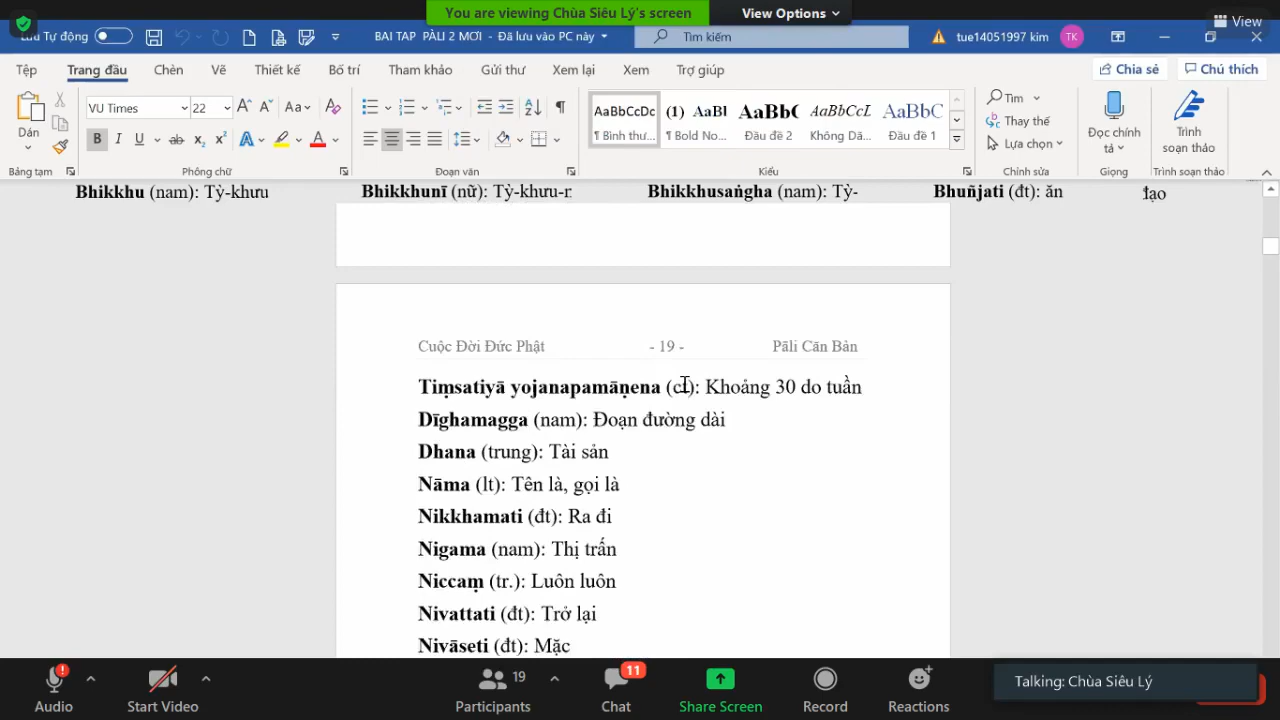 You are viewing Chùa Siêu Lý's screen
View Options
View
Lưu Tự động
BAI TAP PALI 2 MƠI - Đã lưu vào PC này
Tìm kiếm
tue14051997 kim
TK
Tệp
Trang đầu
Chèn
Vẽ
Thiết kế
Bố trí
Tham khảo
Gửi thư
Xem lại
Xem
Trợ giúp
Chia sẻ
Chú thích
Dán
VU Times
22
Bảng tạm
Phông chữ
Đoạn văn
AaBbCcDc
¶ Bình thư...
(1) AaBl
¶ Bold No...
AaBb(
Đầu đề 2
AaBbCcL
Không Dã...
AaBbC
Đầu đề 1
Kiểu
Tìm
Thay thế
Lựa chọn
Chỉnh sửa
Đọc chính tả
Giọng
Trình soạn thảo
Trình soạn thảo
Bhikkhu (nam): Tỳ-khưu
Bhikkhunī (nữ): Tỳ-khưu-n
Bhikkhusaṅgha (nam): Tỳ-
Bhuñjati (đt): ăn
đạo
Cuộc Đời Đức Phật
- 19 -
Pāli Căn Bản
Tiṃsatiyā yojanapamāṇena (ct): Khoảng 30 do tuần
Dīghamagga (nam): Đoạn đường dài
Dhana (trung): Tài sản
Nāma (lt): Tên là, gọi là
Nikkhamati (đt): Ra đi
Nigama (nam): Thị trấn
Niccaṃ (tr.): Luôn luôn
Nivattati (đt): Trở lại
Nivāseti (đt): Mặc
Audio
Start Video
Participants
19
Chat
11
Share Screen
Record
Reactions
Talking: Chùa Siêu Lý